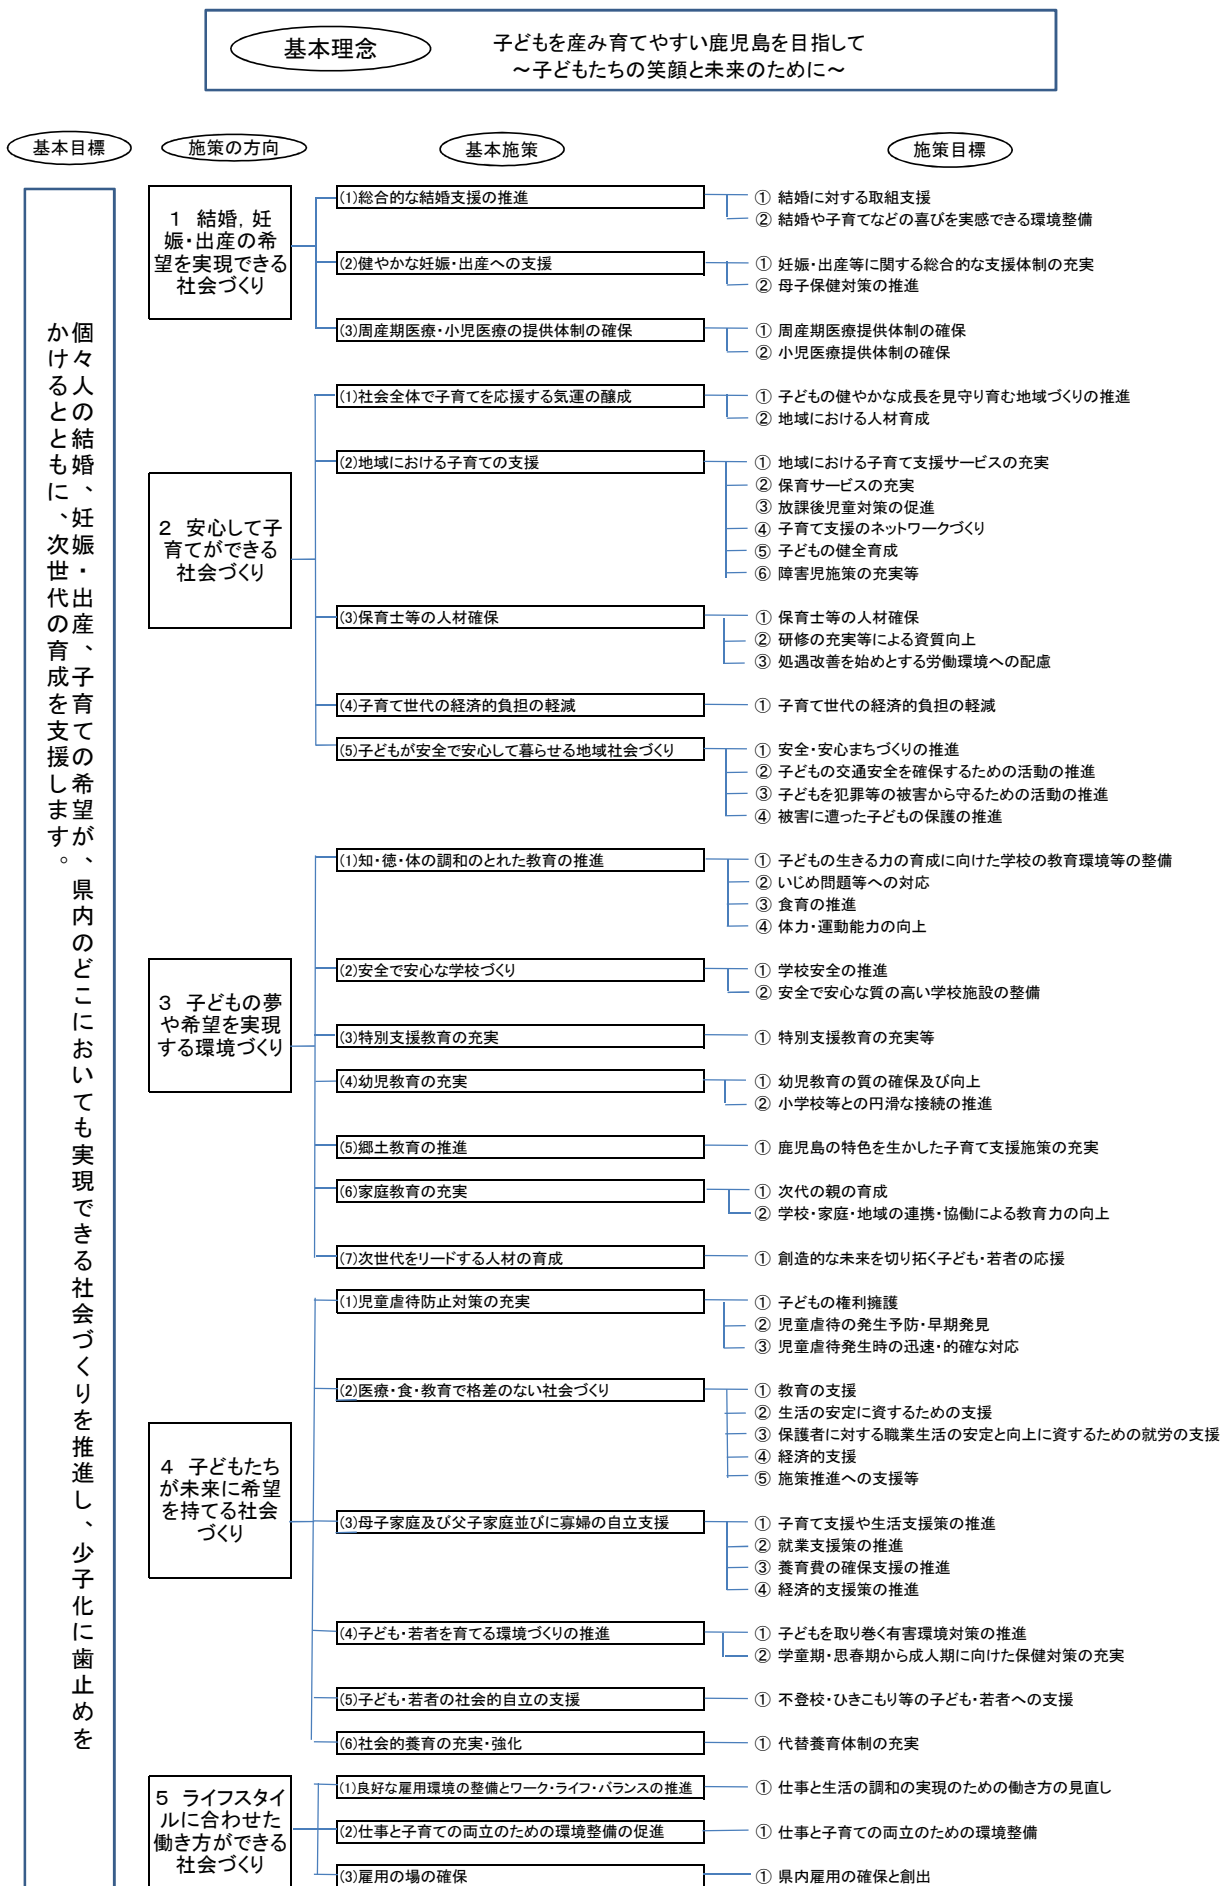 基本理念
子どもを産み育てやすい鹿児島を目指して
～子どもたちの笑顔と未来のために～
基本目標
施策の方向
基本施策
施策目標
個々人の結婚、妊娠・出産、子育ての希望が、県内のどこにおいても実現できる社会づくりを推進し、少子化に歯止めを
かけるとともに、次世代の育成を支援します。
1 結婚，妊
娠・出産の希
望を実現できる
社会づくり
(1)総合的な結婚支援の推進
① 結婚に対する取組支援
② 結婚や子育てなどの喜びを実感できる環境整備
(2)健やかな妊娠・出産への支援
① 妊娠・出産等に関する総合的な支援体制の充実
② 母子保健対策の推進
(3)周産期医療・小児医療の提供体制の確保
① 周産期医療提供体制の確保
② 小児医療提供体制の確保
2 安心して子
育てができる
社会づくり
(1)社会全体で子育てを応援する気運の醸成
① 子どもの健やかな成長を見守り育む地域づくりの推進
② 地域における人材育成
(2)地域における子育ての支援
① 地域における子育て支援サービスの充実
② 保育サービスの充実
③ 放課後児童対策の促進
④ 子育て支援のネットワークづくり
⑤ 子どもの健全育成
⑥ 障害児施策の充実等
(3)保育士等の人材確保
① 保育士等の人材確保
② 研修の充実等による資質向上
③ 処遇改善を始めとする労働環境への配慮
(4)子育て世代の経済的負担の軽減
① 子育て世代の経済的負担の軽減
(5)子どもが安全で安心して暮らせる地域社会づくり
① 安全・安心まちづくりの推進
② 子どもの交通安全を確保するための活動の推進
③ 子どもを犯罪等の被害から守るための活動の推進
④ 被害に遭った子どもの保護の推進
3 子どもの夢
や希望を実現
する環境づくり
(1)知・徳・体の調和のとれた教育の推進
① 子どもの生きる力の育成に向けた学校の教育環境等の整備
② いじめ問題等への対応
③ 食育の推進
④ 体力・運動能力の向上
(2)安全で安心な学校づくり
① 学校安全の推進
② 安全で安心な質の高い学校施設の整備
(3)特別支援教育の充実
① 特別支援教育の充実等
(4)幼児教育の充実
① 幼児教育の質の確保及び向上
② 小学校等との円滑な接続の推進
(5)郷土教育の推進
① 鹿児島の特色を生かした子育て支援施策の充実
(6)家庭教育の充実
① 次代の親の育成
② 学校・家庭・地域の連携・協働による教育力の向上
(7)次世代をリードする人材の育成
① 創造的な未来を切り拓く子ども・若者の応援
4 子どもたち
が未来に希望
を持てる社会
づくり
(1)児童虐待防止対策の充実
① 子どもの権利擁護
② 児童虐待の発生予防・早期発見
③ 児童虐待発生時の迅速・的確な対応
(2)医療・食・教育で格差のない社会づくり
① 教育の支援
② 生活の安定に資するための支援
③ 保護者に対する職業生活の安定と向上に資するための就労の支援
④ 経済的支援
⑤ 施策推進への支援等
(3)母子家庭及び父子家庭並びに寡婦の自立支援
① 子育て支援や生活支援策の推進
② 就業支援策の推進
③ 養育費の確保支援の推進
④ 経済的支援策の推進
(4)子ども・若者を育てる環境づくりの推進
① 子どもを取り巻く有害環境対策の推進
② 学童期・思春期から成人期に向けた保健対策の充実
(5)子ども・若者の社会的自立の支援
① 不登校・ひきこもり等の子ども・若者への支援
(6)社会的養育の充実・強化
① 代替養育体制の充実
5 ライフスタイ
ルに合わせた
働き方ができる
社会づくり
(1)良好な雇用環境の整備とワーク・ライフ・バランスの推進
① 仕事と生活の調和の実現のための働き方の見直し
(2)仕事と子育ての両立のための環境整備の促進
① 仕事と子育ての両立のための環境整備
(3)雇用の場の確保
① 県内雇用の確保と創出